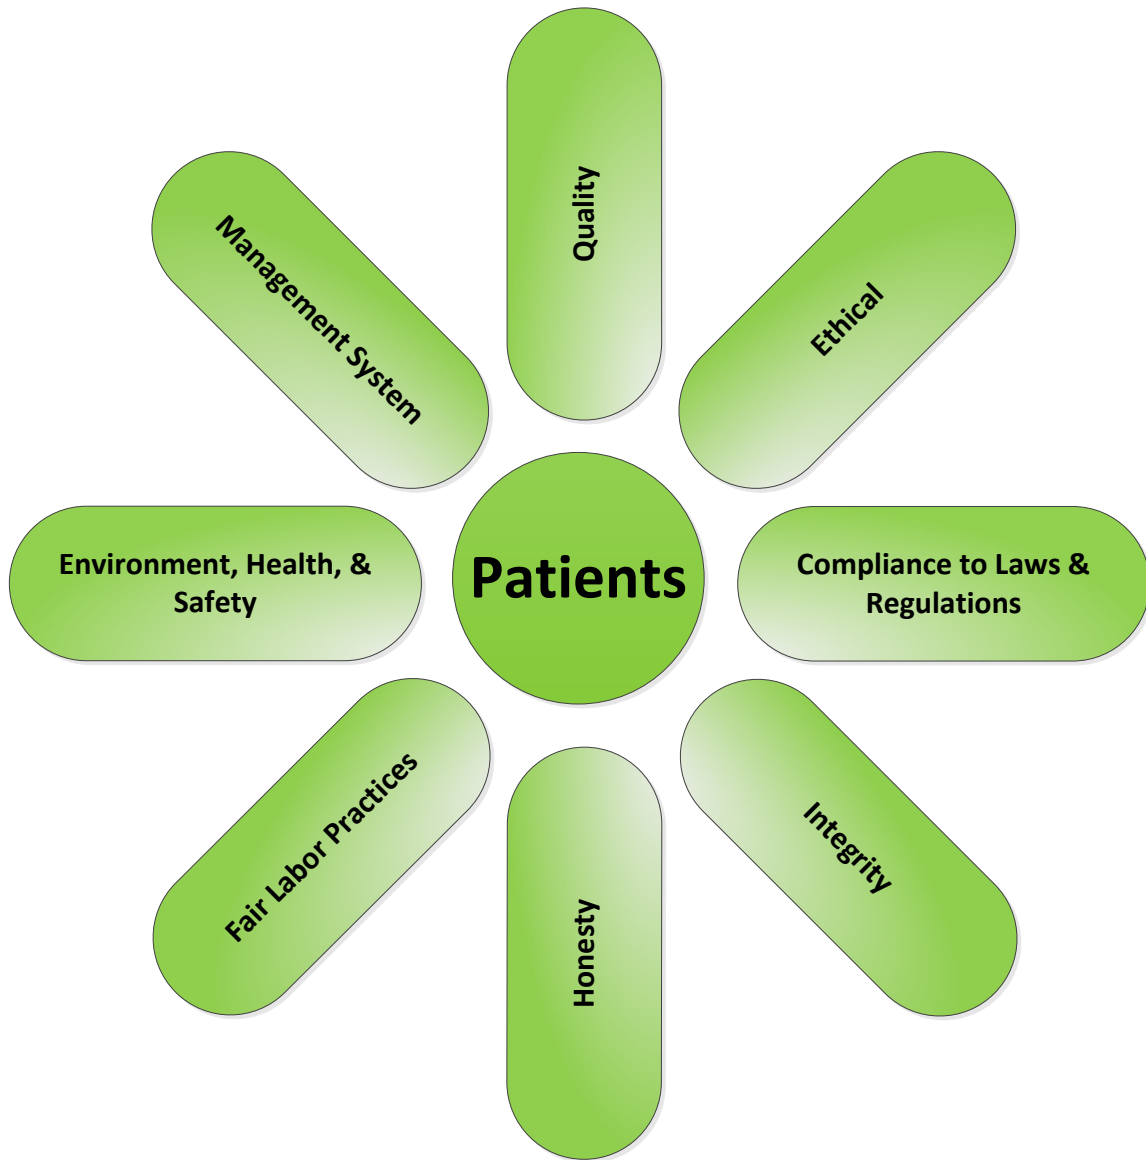 Quality
Ethical
Management System
Patients
Environment, Health, &
Safety
Compliance to Laws &
Regulations
Fair Labor Practices
Integrity
Honesty